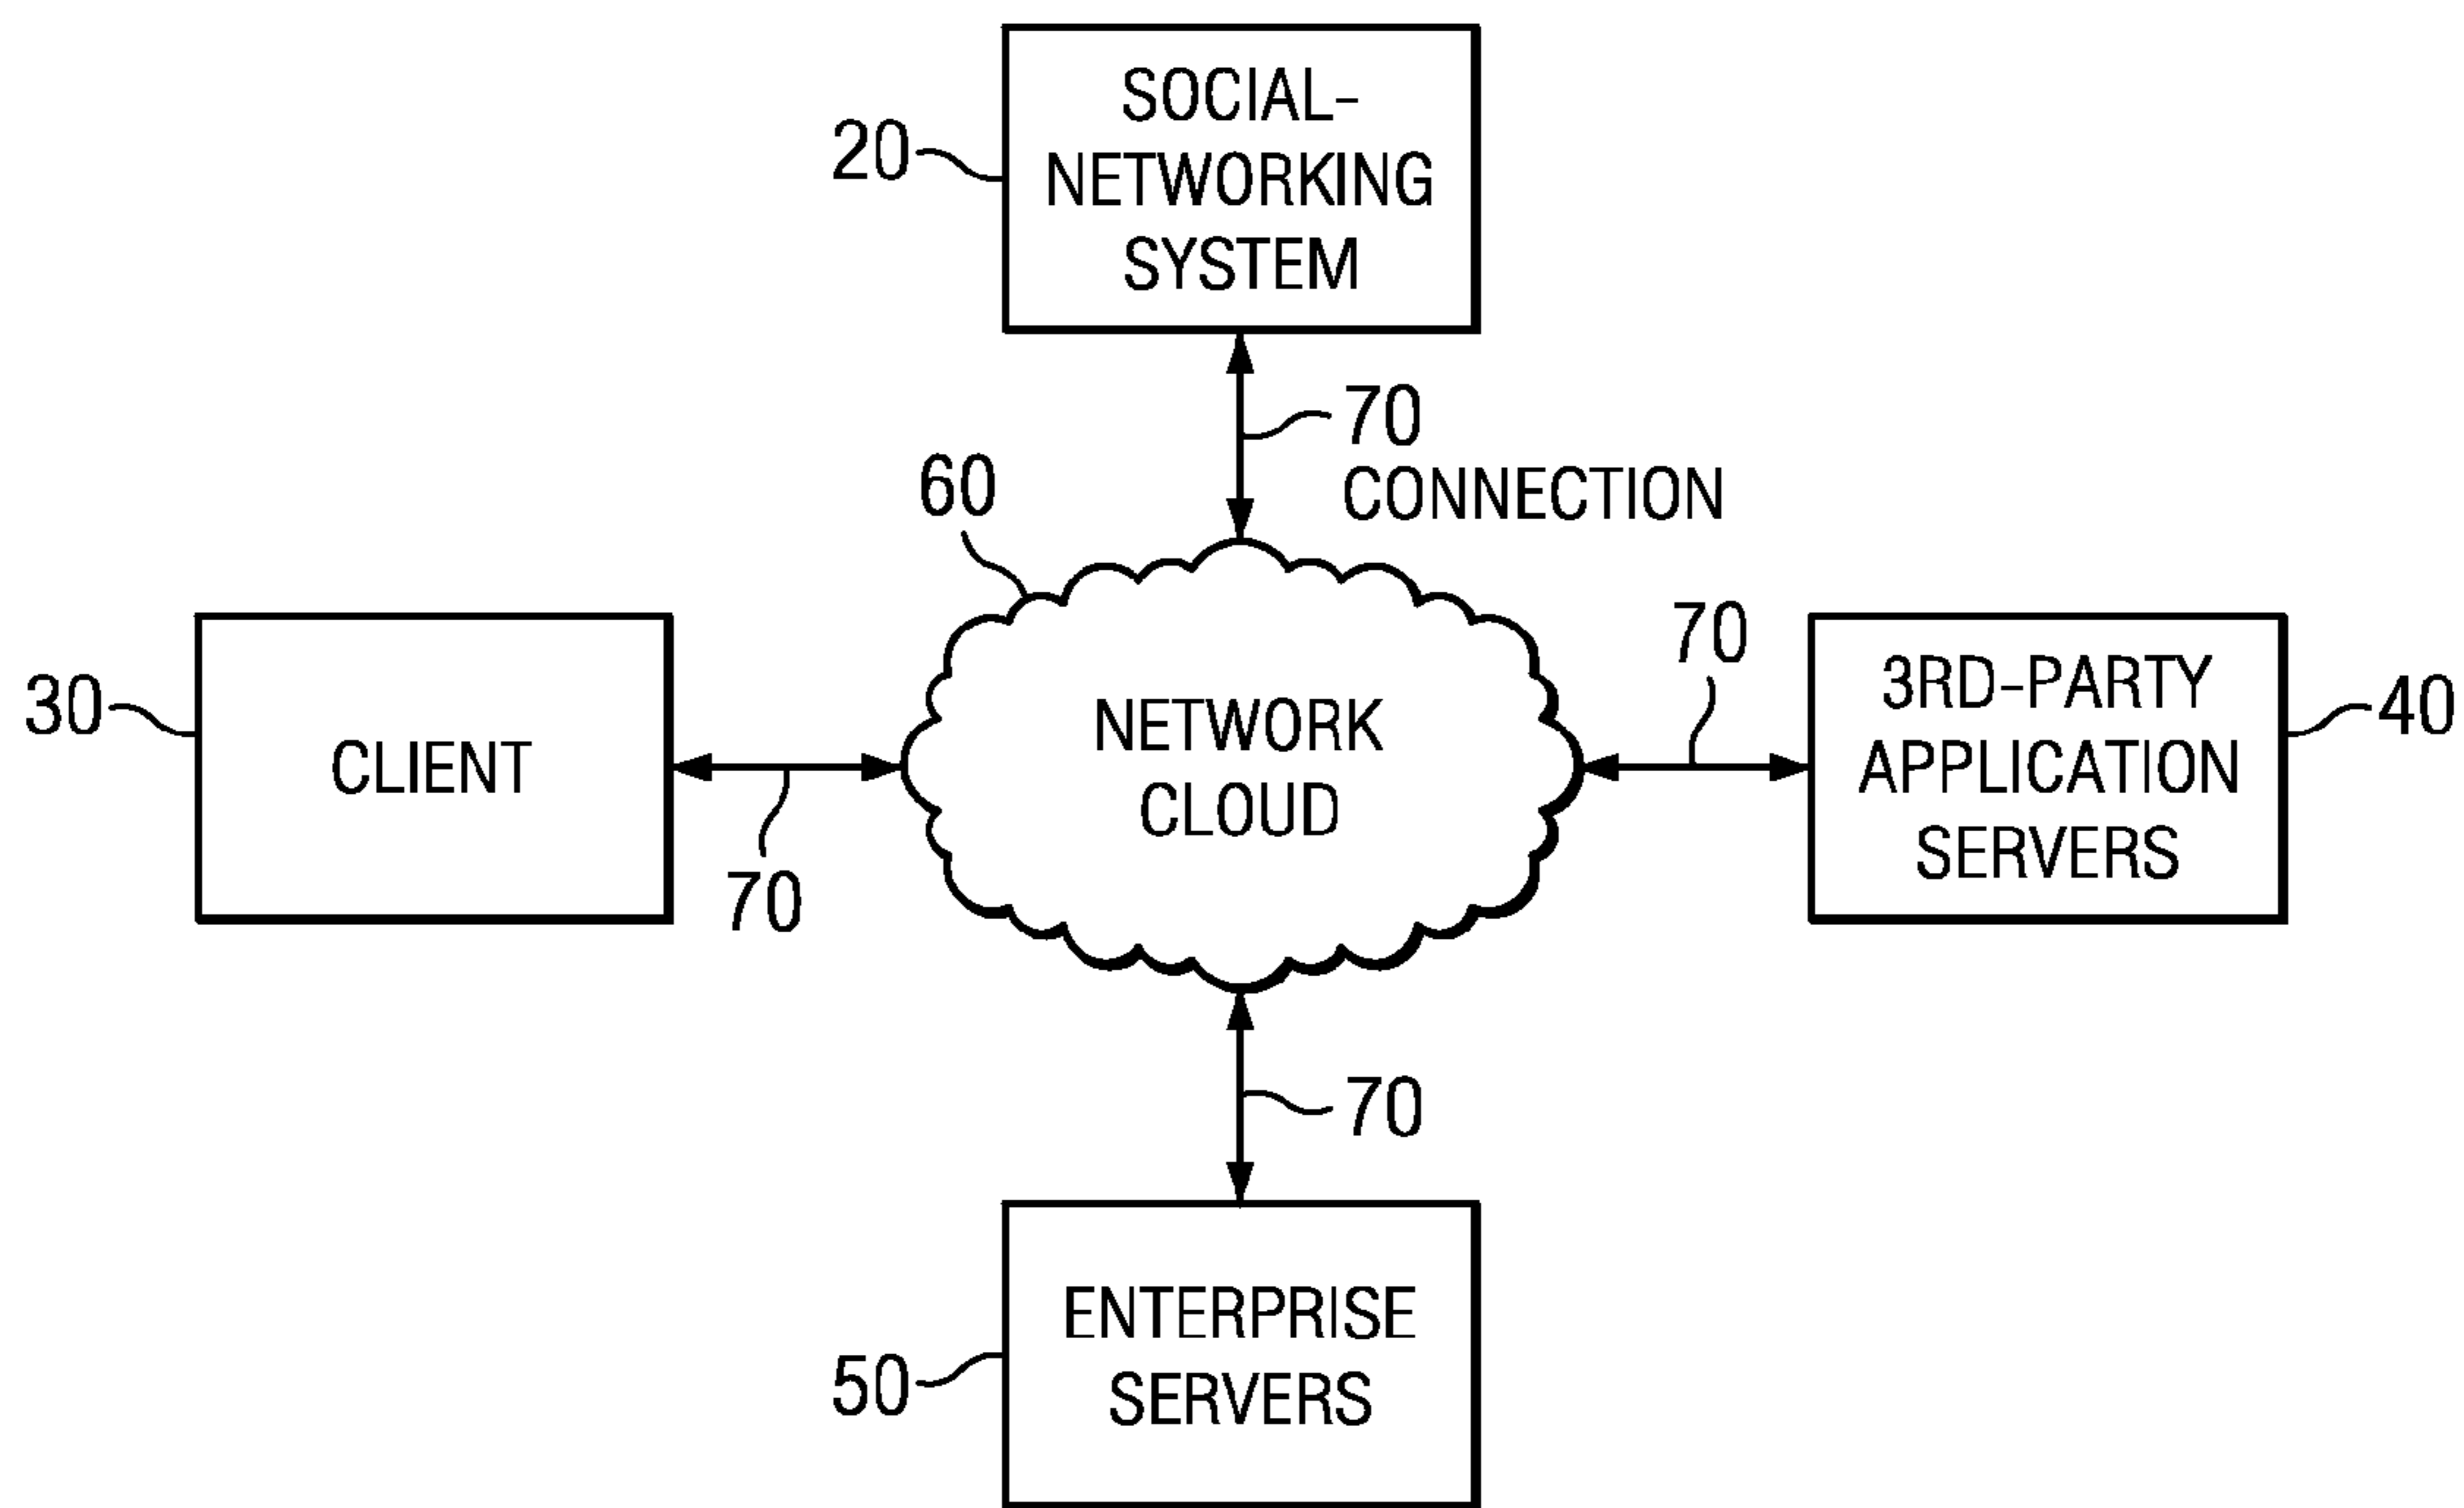 SOCIAL-
NETWORKING
SYSTEM
20
70
CONNECTION
60
30
CLIENT
70
NETWORK
CLOUD
70
3RD-PARTY
APPLICATION
SERVERS
40
70
ENTERPRISE
SERVERS
50